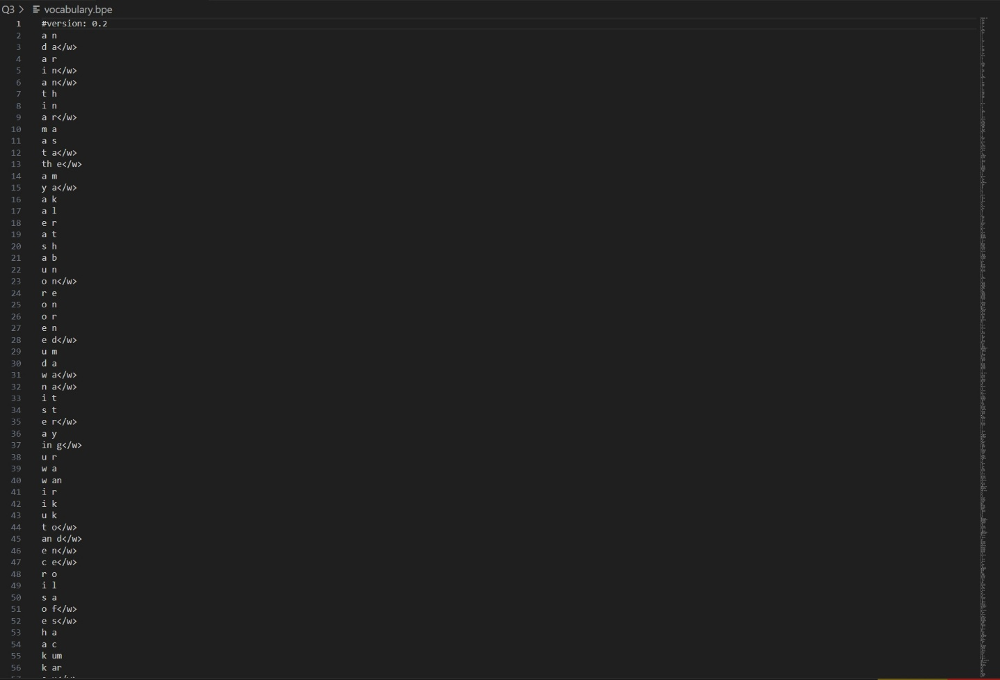 Q3 > vocabulary.bpe
1 #version: 0.2
2 a n
3 d a</w>
4 a r
5 i n</w>
6 a n</w>
7 t h
8 i n
9 a r</w>
10 m a
11 a s
12 t a</w>
13 th e</w>
14 a m
15 y a</w>
16 a k
17 a l
18 e r
19 a t
20 s h
21 a b
22 u n
23 o n</w>
24 r e
25 o n
26 o r
27 e n
28 e d</w>
29 u m
30 d a
31 w a</w>
32 n a</w>
33 i t
34 s t
35 e r</w>
36 a y
37 in g</w>
38 u r
39 w a
40 w an
41 i r
42 i k
43 u k
44 t o</w>
45 an d</w>
46 e n</w>
47 c e</w>
48 r o
49 i l
50 s a
51 o f</w>
52 e s</w>
53 h a
54 a c
55 k um
56 k ar